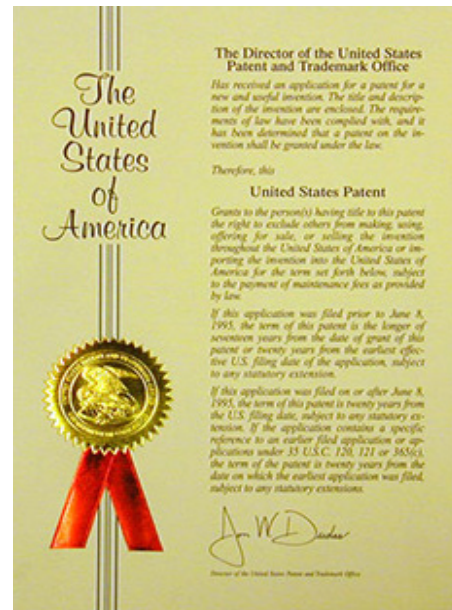 The
United
States
of
America
The Director of the United States
Patent and Trademark Office
Has received an application for a patent for a
new and useful invention. The title and descrip-
tion of the invention are enclosed. The require-
ments of law have been complied with, and it
has been determined that a patent on the in-
vention shall be granted under the law.
Therefore, this
United States Patent
Grants to the person(s) having title to this patent
the right to exclude others from making, using,
offering for sale, or selling the invention
throughout the United States of America or im-
porting the invention into the United States of
America for the term set forth below, subject
to the payment of maintenance fees as provided
by law.
If this application was filed prior to June 8,
1995, the term of this patent is the longer of
seventeen years from the date of grant of this
patent or twenty years from the earliest effec-
tive U.S. filing date of the application, subject
to any statutory extension.
If this application was filed on or after June 8,
1995, the term of this patent is twenty years from
the U.S. filing date, subject to any statutory ex-
tension. If the application contains a specific
reference to an earlier filed application or ap-
plications under 35 U.S.C. 120, 121 or 365(c),
the term of the patent is twenty years from the
date on which the earliest application was filed,
subject to any statutory extensions.
Jon W Dudas
Director of the United States Patent and Trademark Office